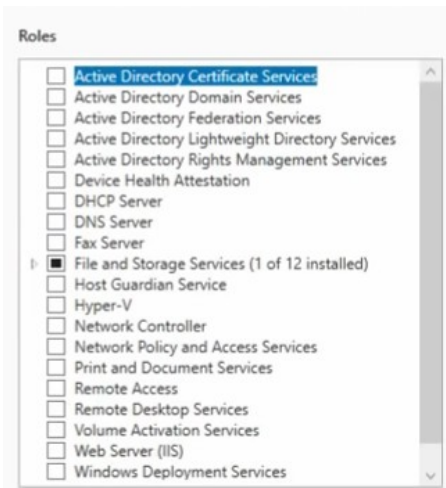 Roles
Active Directory Certificate Services
Active Directory Domain Services
Active Directory Federation Services
Active Directory Lightweight Directory Services
Active Directory Rights Management Services
Device Health Attestation
DHCP Server
DNS Server
Fax Server
File and Storage Services (1 of 12 installed)
Host Guardian Service
Hyper-V
Network Controller
Network Policy and Access Services
Print and Document Services
Remote Access
Remote Desktop Services
Volume Activation Services
Web Server (IIS)
Windows Deployment Services